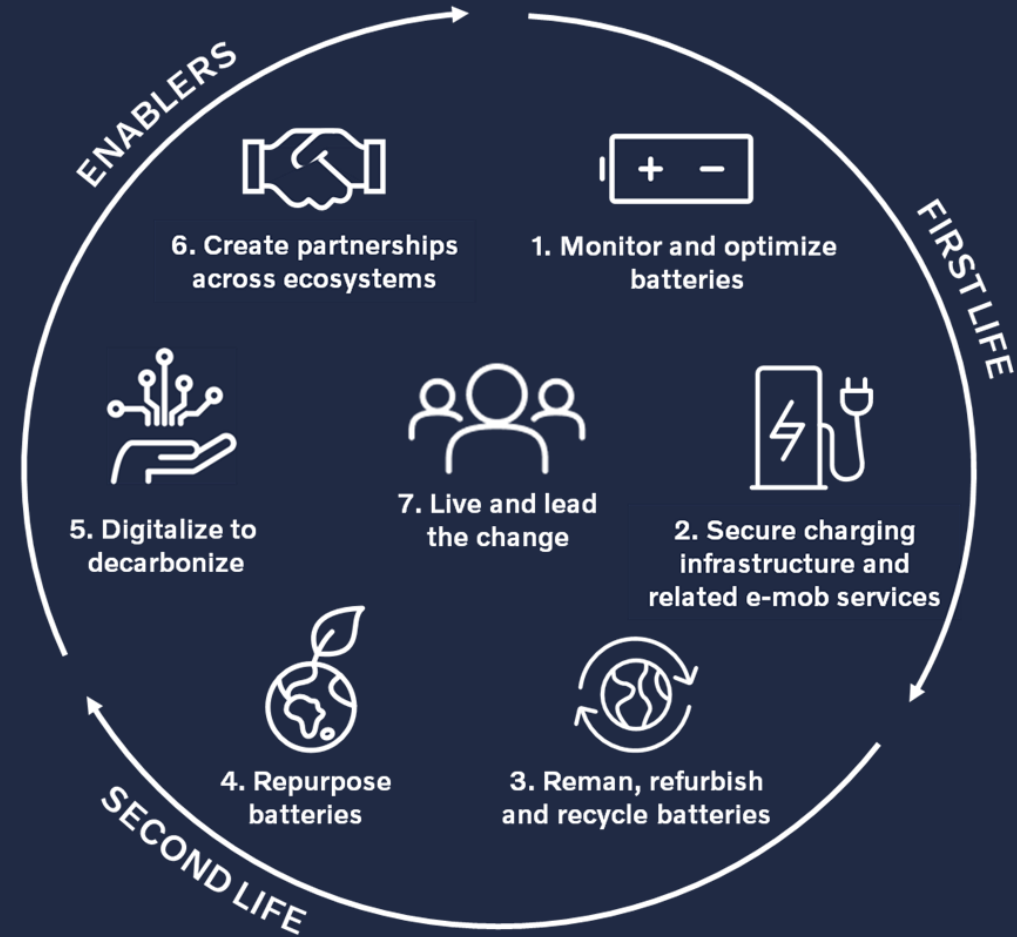 ENABLERS
FIRST LIFE
SECOND LIFE
1. Monitor and optimize
batteries
2. Secure charging
infrastructure and
related e-mob services
3. Reman, refurbish
and recycle batteries
4. Repurpose
batteries
5. Digitalize to
decarbonize
6. Create partnerships
across ecosystems
7. Live and lead
the change